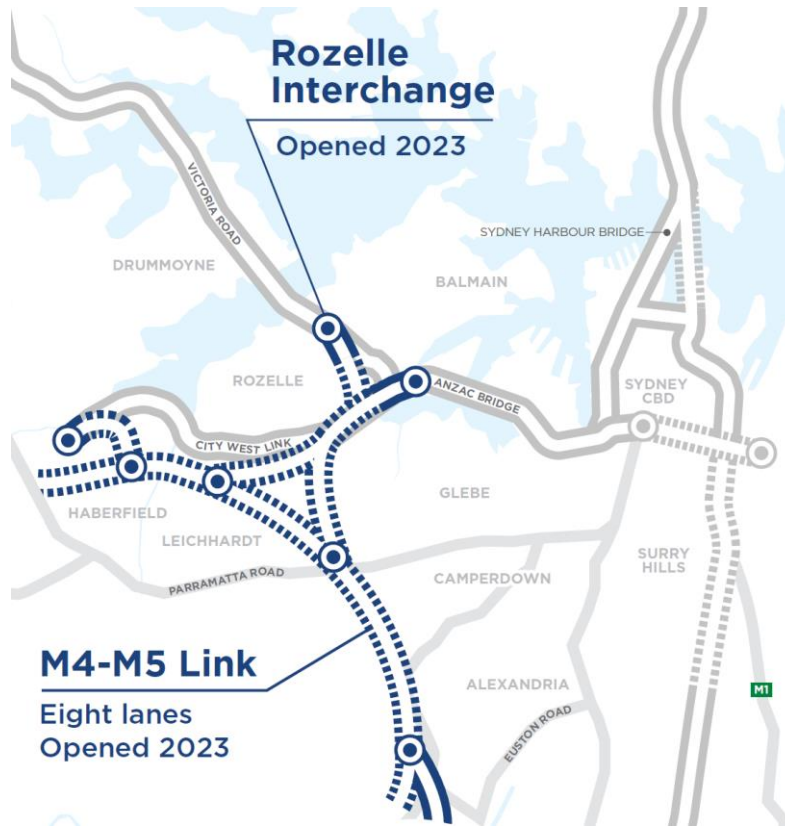 Rozelle
Interchange
Opened 2023
VICTORIA ROAD
SYDNEY HARBOUR BRIDGE
DRUMMOYNE
BALMAIN
ROZELLE
SYDNEY
CBD
ANZAC BRIDGE
CITY WEST LINK
GLEBE
HABERFIELD
LEICHHARDT
SURRY
HILLS
PARRAMATTA ROAD
CAMPERDOWN
M4-M5 Link
Eight lanes
Opened 2023
ALEXANDRIA
M1
EUSTON ROAD